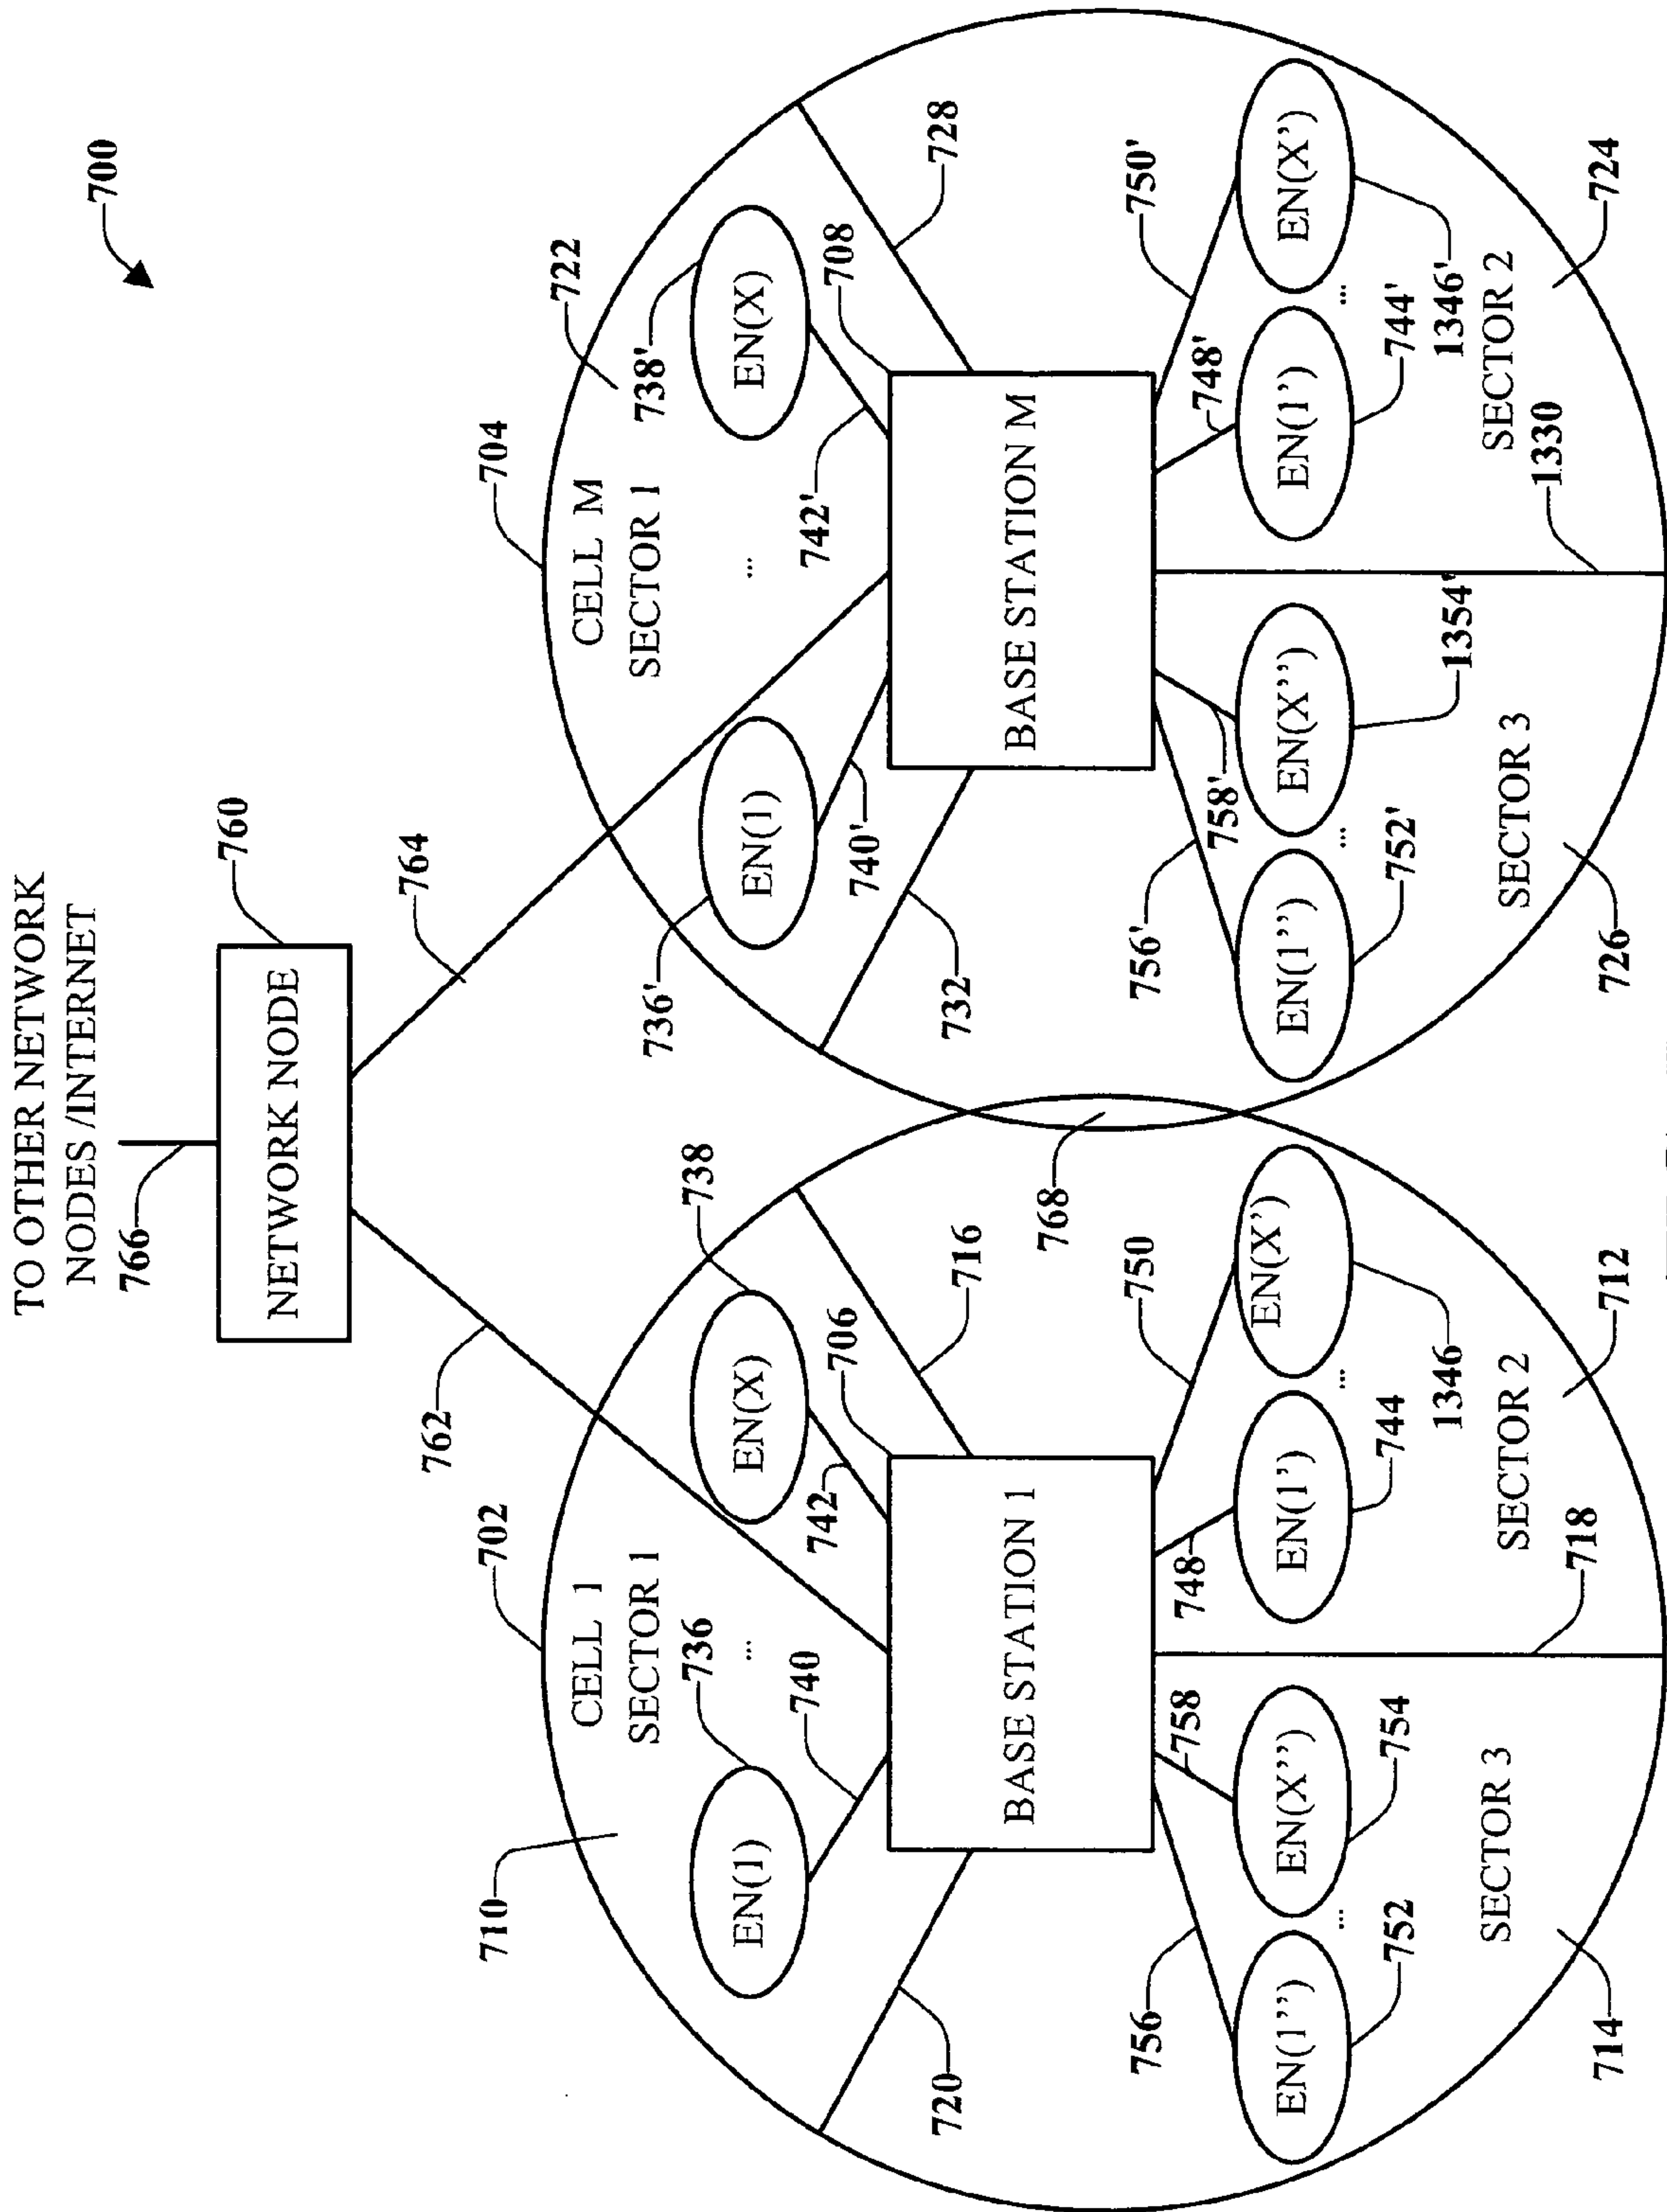 TO OTHER NETWORK
NODES /INTERNET
700
766
NETWORK NODE
760
762
764
702
704
710
CELL 1
CELL M
722
SECTOR 1
SECTOR 1
736
738
736'
738'
EN(1)
...
EN(X)
EN(1)
...
EN(X)
740
742
706
740'
742'
708
720
716
732
728
BASE STATION 1
BASE STATION M
768
756
758
748
750
756'
758'
748'
750'
EN(1'')
...
EN(X'')
EN(1')
...
EN(X')
EN(1'')
...
EN(X'')
EN(1')
...
EN(X')
752
754
744
1346
752'
1354'
744'
1346'
SECTOR 3
SECTOR 2
SECTOR 3
SECTOR 2
714
718
712
726
1330
724